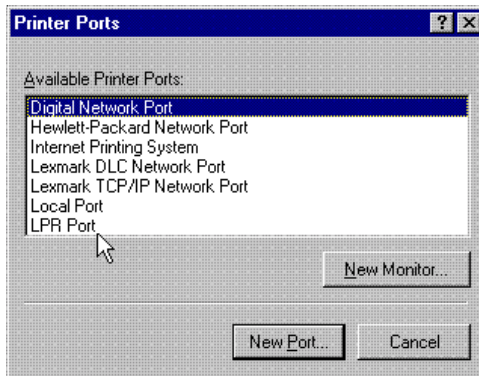 Printer Ports
Available Printer Ports:
Digital Network Port
Hewlett-Packard Network Port
Internet Printing System
Lexmark DLC Network Port
Lexmark TCP/IP Network Port
Local Port
LPR Port
New Monitor...
New Port...
Cancel